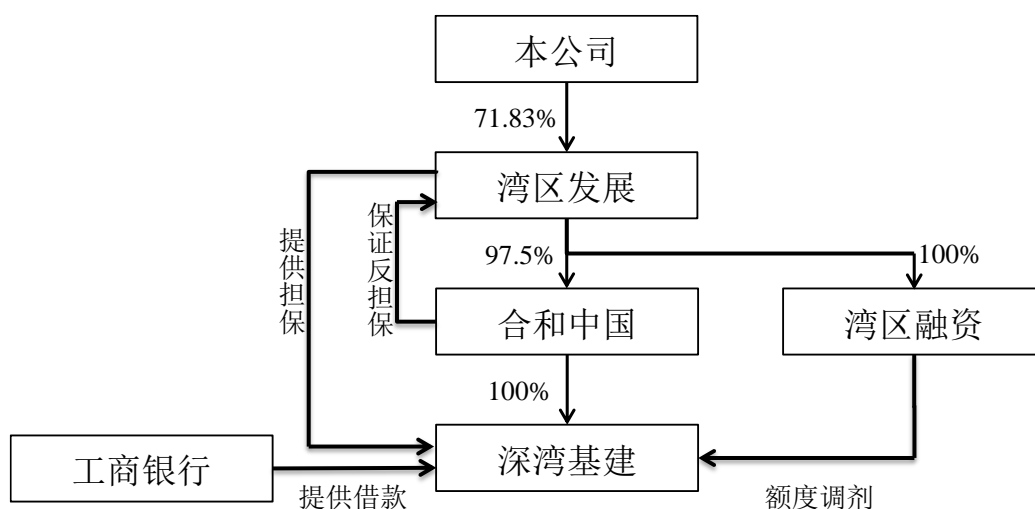 本公司
71.83%
湾区发展
提供担保
保证反担保
97.5%
100%
合和中国
湾区融资
100%
工商银行
深湾基建
提供借款
额度调剂